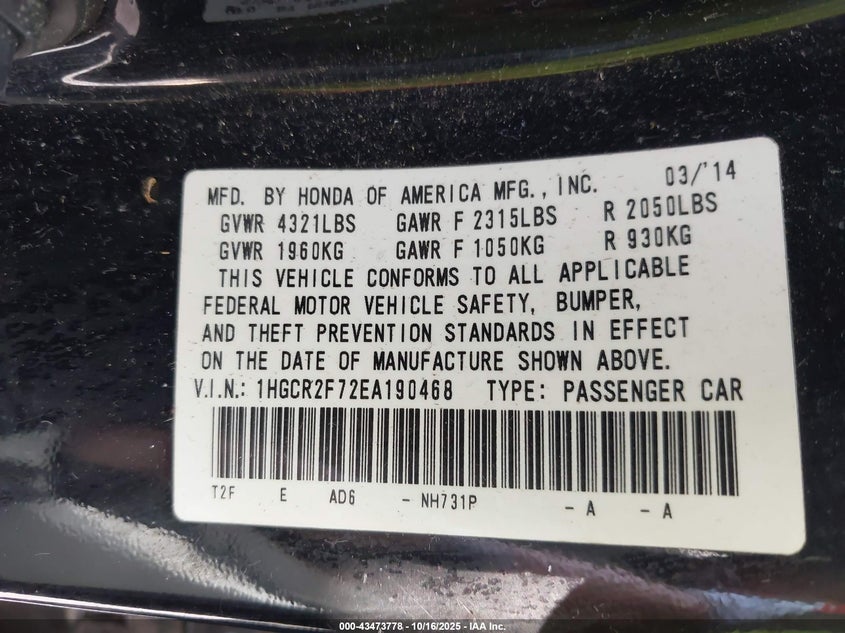 MFD. BY HONDA OF AMERICA MFG., INC. 03/'14
GVWR 4321LBS GAWR F 2315LBS R 2050LBS
GVWR 1960KG GAWR F 1050KG R 930KG
THIS VEHICLE CONFORMS TO ALL APPLICABLE
FEDERAL MOTOR VEHICLE SAFETY, BUMPER,
AND THEFT PREVENTION STANDARDS IN EFFECT
ON THE DATE OF MANUFACTURE SHOWN ABOVE.
V.I.N.: 1HGCR2F72EA190468 TYPE: PASSENGER CAR
T2F E AD6 - NH731P - A - A
000-43473778 - 10/16/2025 - IAA Inc.